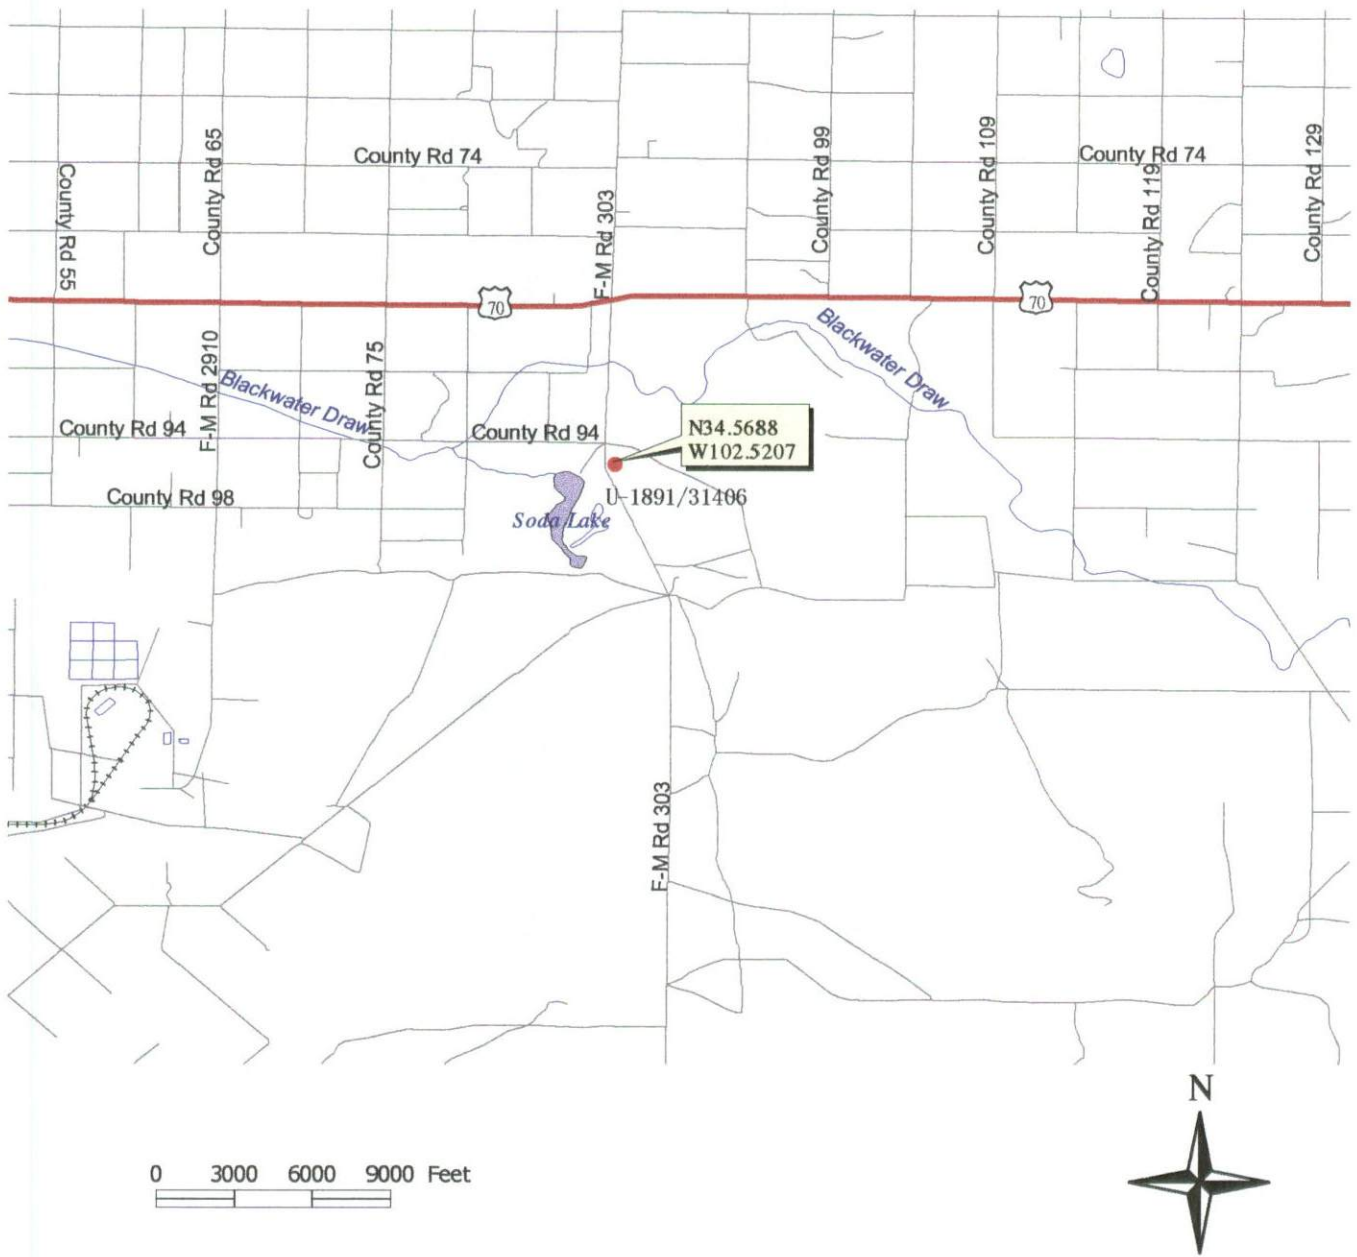 County Rd 74
County Rd 74
County Rd 55
County Rd 65
F-M Rd 303
County Rd 99
County Rd 109
County Rd 119
County Rd 129
70
70
F-M Rd 2910
County Rd 75
Blackwater Draw
Blackwater Draw
County Rd 94
County Rd 94
N34.5688
W102.5207
County Rd 98
U-1891/31406
Soda Lake
F-M Rd 303
N
0 3000 6000 9000 Feet